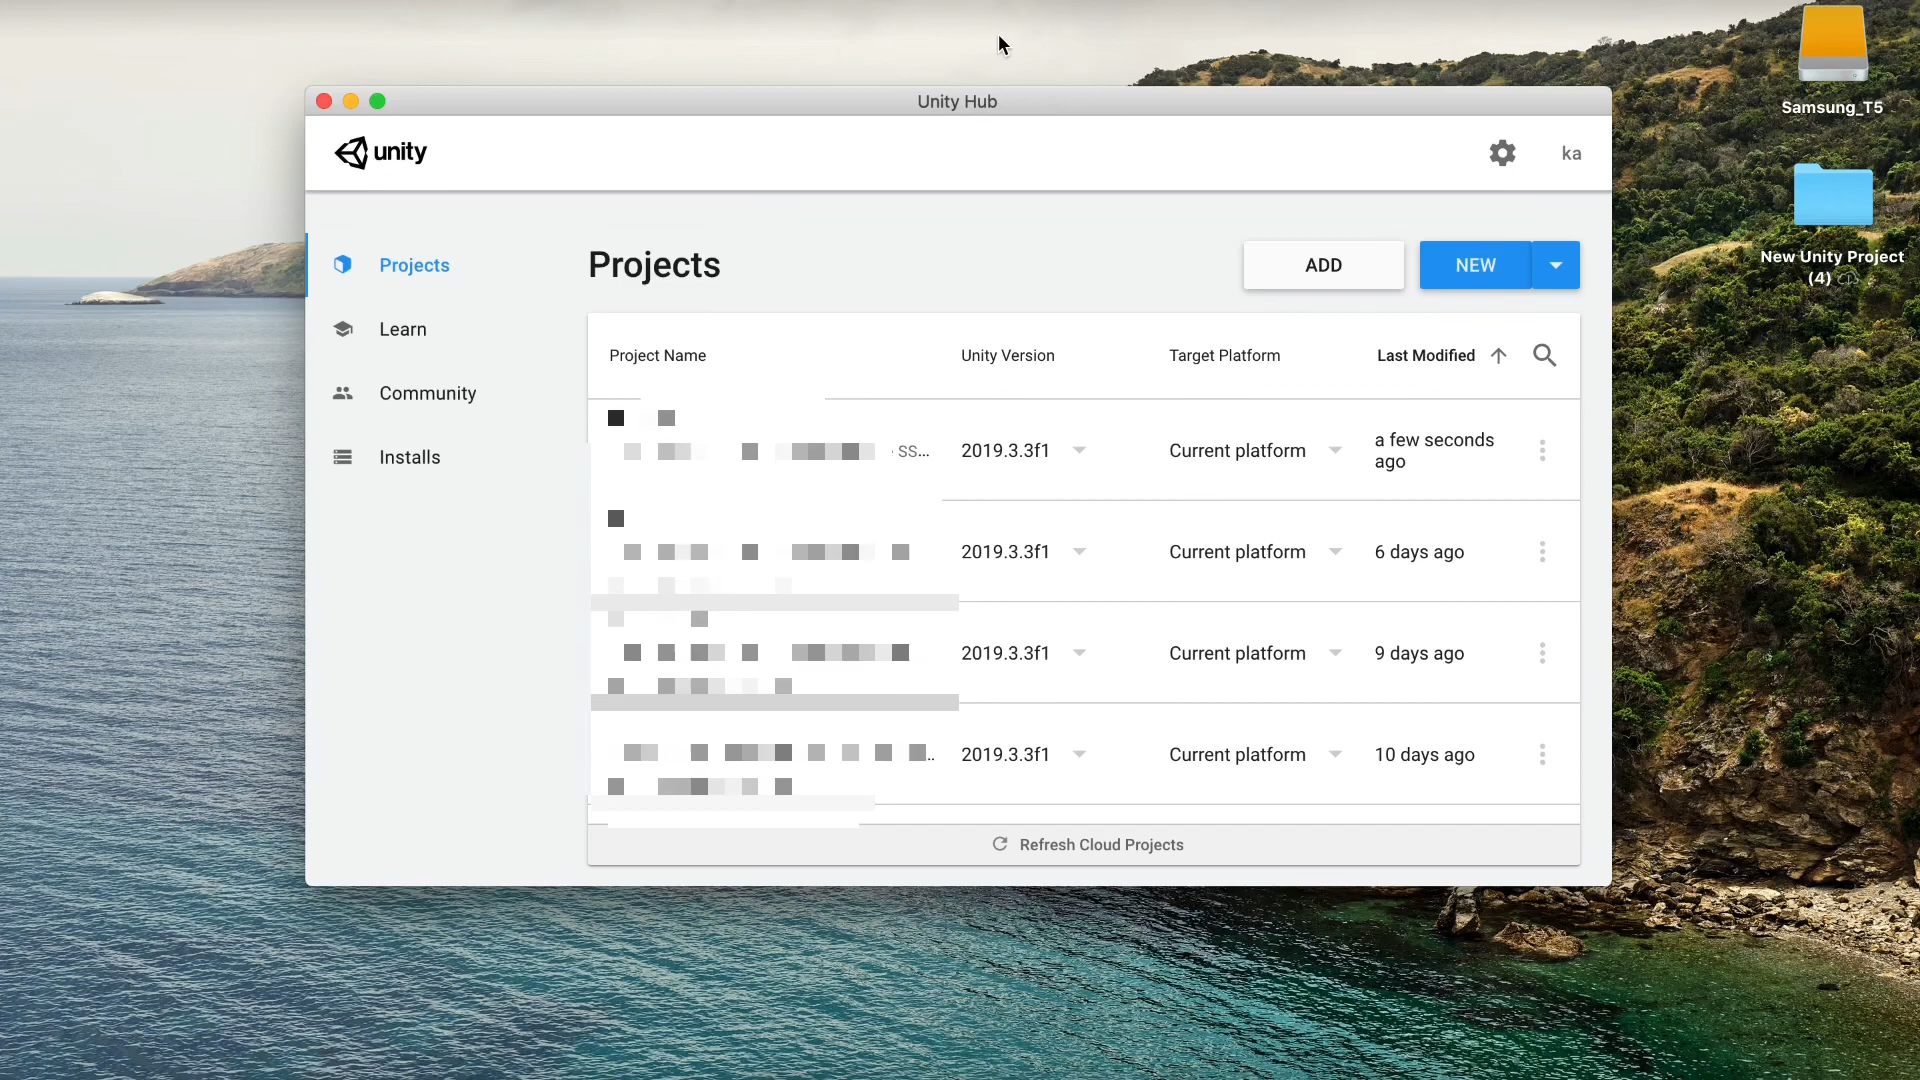 Unity Hub
unity
ka
Samsung_T5
New Unity Project
(4)
Projects
Learn
Community
Installs
Projects
ADD
NEW
Project Name
Unity Version
Target Platform
Last Modified
SS...
2019.3.3f1
Current platform
a few seconds
ago
2019.3.3f1
Current platform
6 days ago
2019.3.3f1
Current platform
9 days ago
2019.3.3f1
Current platform
10 days ago
Refresh Cloud Projects